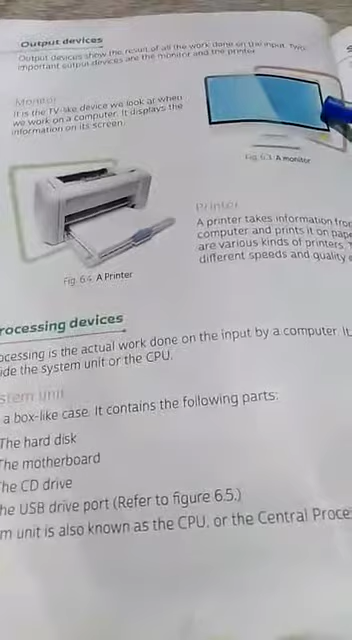 Output devices
Output devices show the result of all the work done on the input. Two
important output devices are the monitor and the printer.
Monitor
It is the TV-like device we look at when
we work on a computer. It displays the
information on its screen.
Fig. 6.3: A monitor
Printer
A printer takes information from
computer and prints it on pape
are various kinds of printers.
different speeds and quality
Fig. 6.4: A Printer
rocessing devices
ocessing is the actual work done on the input by a computer. It
ide the system unit or the CPU.
stem unit
a box-like case. It contains the following parts:
The hard disk
The motherboard
he CD drive
he USB drive port (Refer to figure 6.5.)
m unit is also known as the CPU, or the Central Proce